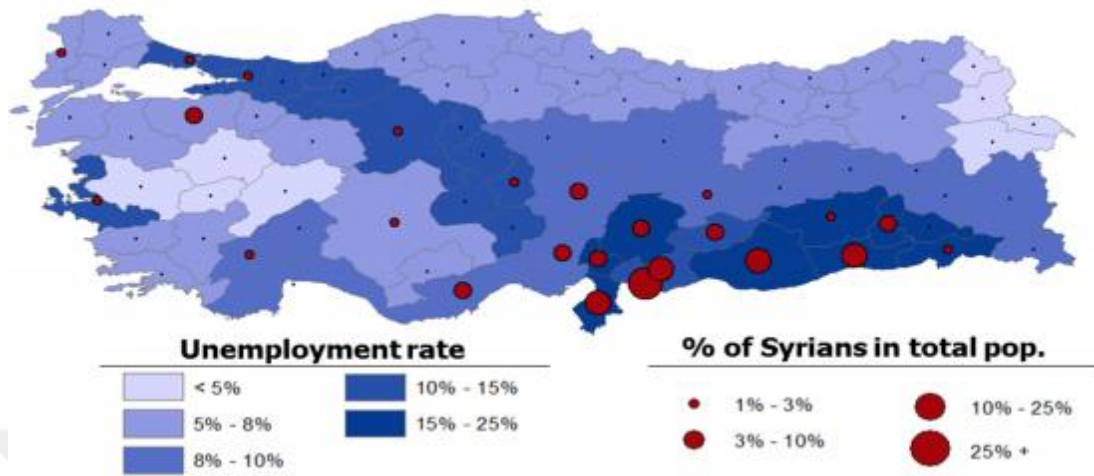 Unemployment rate
< 5%
5% - 8%
8% - 10%
10% - 15%
15% - 25%
% of Syrians in total pop.
1% - 3%
3% - 10%
10% - 25%
25% +